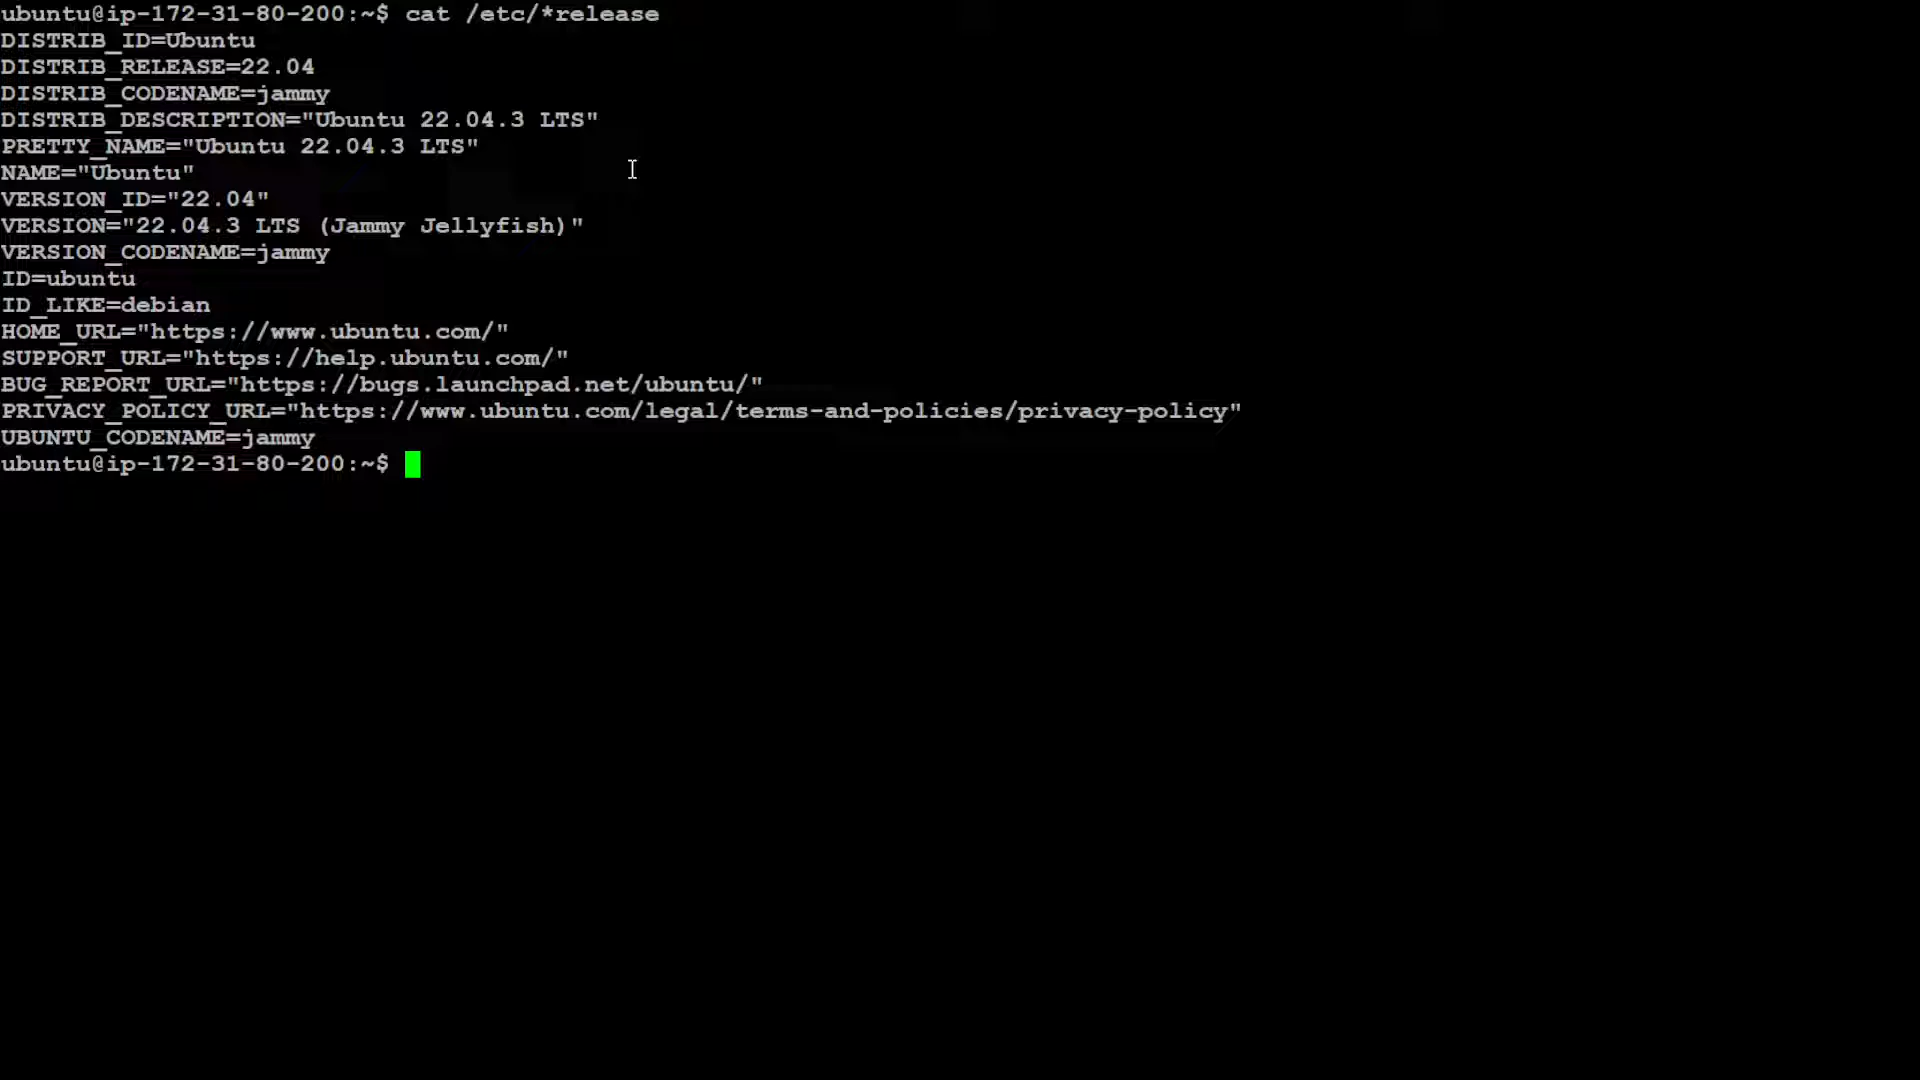 ubuntu@ip-172-31-80-200:~$ cat /etc/*release
DISTRIB_ID=Ubuntu
DISTRIB_RELEASE=22.04
DISTRIB_CODENAME=jammy
DISTRIB_DESCRIPTION="Ubuntu 22.04.3 LTS"
PRETTY_NAME="Ubuntu 22.04.3 LTS"
NAME="Ubuntu"
VERSION_ID="22.04"
VERSION="22.04.3 LTS (Jammy Jellyfish)"
VERSION_CODENAME=jammy
ID=ubuntu
ID_LIKE=debian
HOME_URL="https://www.ubuntu.com/"
SUPPORT_URL="https://help.ubuntu.com/"
BUG_REPORT_URL="https://bugs.launchpad.net/ubuntu/"
PRIVACY_POLICY_URL="https://www.ubuntu.com/legal/terms-and-policies/privacy-policy"
UBUNTU_CODENAME=jammy
ubuntu@ip-172-31-80-200:~$